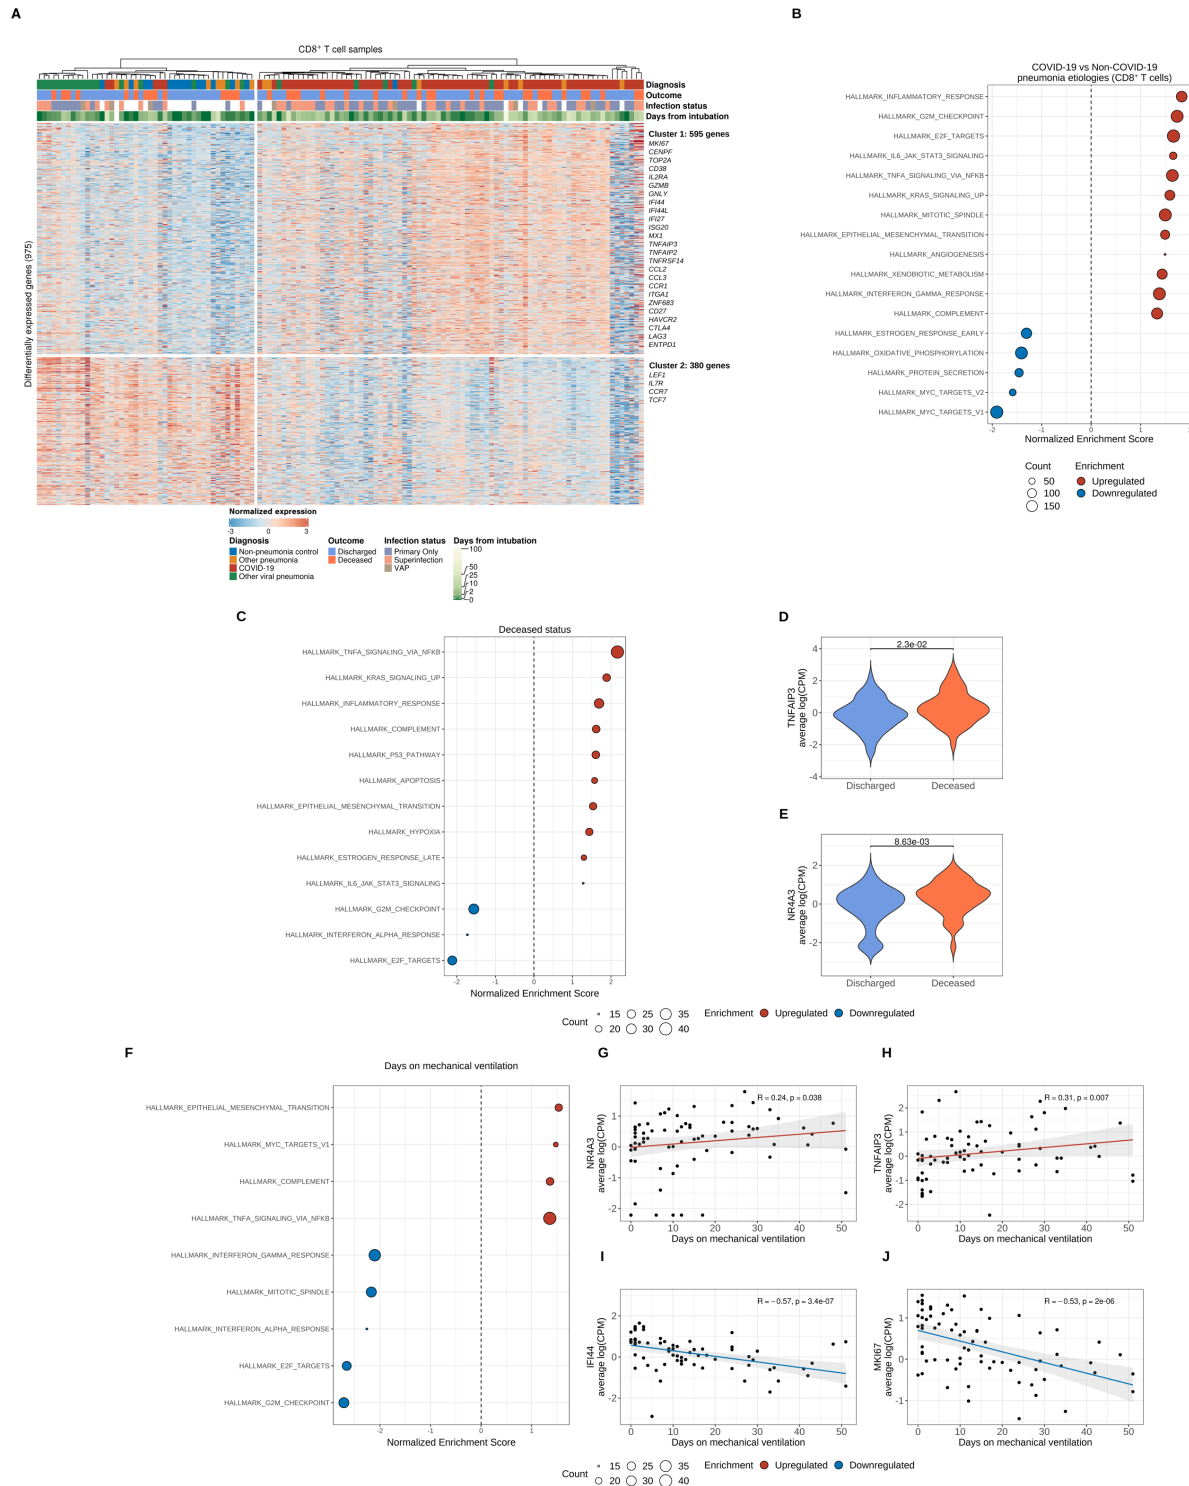 A
CD8⁺ T cell samples
Diagnosis
Outcome
Infection status
Days from intubation
Differentially expressed genes (975)
Cluster 1: 595 genes
MKI67
CENPF
TOP2A
CD38
IL2RA
GZMB
GNLY
IFI44
IFI44L
IFI27
ISG20
MX1
TNFAIP3
TNFAIP2
TNFRSF14
CCL2
CCL3
CCR1
ITGA1
ZNF683
CD27
HAVCR2
CTLA4
LAG3
ENTPD1
Cluster 2: 380 genes
LEF1
IL7R
CCR7
TCF7
Normalized expression
-3 0 3
Diagnosis
Non-pneumonia control
Other pneumonia
COVID-19
Other viral pneumonia
Outcome
Discharged
Deceased
Infection status
Primary Only
Superinfection
VAP
Days from intubation
100
50
25
10
2
0
B
COVID-19 vs Non-COVID-19
pneumonia etiologies (CD8⁺ T cells)
HALLMARK_INFLAMMATORY_RESPONSE
HALLMARK_G2M_CHECKPOINT
HALLMARK_E2F_TARGETS
HALLMARK_IL6_JAK_STAT3_SIGNALING
HALLMARK_TNFA_SIGNALING_VIA_NFKB
HALLMARK_KRAS_SIGNALING_UP
HALLMARK_MITOTIC_SPINDLE
HALLMARK_EPITHELIAL_MESENCHYMAL_TRANSITION
HALLMARK_ANGIOGENESIS
HALLMARK_XENOBIOTIC_METABOLISM
HALLMARK_INTERFERON_GAMMA_RESPONSE
HALLMARK_COMPLEMENT
HALLMARK_ESTROGEN_RESPONSE_EARLY
HALLMARK_OXIDATIVE_PHOSPHORYLATION
HALLMARK_PROTEIN_SECRETION
HALLMARK_MYC_TARGETS_V2
HALLMARK_MYC_TARGETS_V1
-2 -1 0 1 2
Normalized Enrichment Score
Count
50
100
150
Enrichment
Upregulated
Downregulated
C
Deceased status
HALLMARK_TNFA_SIGNALING_VIA_NFKB
HALLMARK_KRAS_SIGNALING_UP
HALLMARK_INFLAMMATORY_RESPONSE
HALLMARK_COMPLEMENT
HALLMARK_P53_PATHWAY
HALLMARK_APOPTOSIS
HALLMARK_EPITHELIAL_MESENCHYMAL_TRANSITION
HALLMARK_HYPOXIA
HALLMARK_ESTROGEN_RESPONSE_LATE
HALLMARK_IL6_JAK_STAT3_SIGNALING
HALLMARK_G2M_CHECKPOINT
HALLMARK_INTERFERON_ALPHA_RESPONSE
HALLMARK_E2F_TARGETS
-2 -1 0 1 2
Normalized Enrichment Score
D
2.3e-02
TNFAIP3
average log(CPM)
4
2
0
-2
-4
Discharged Deceased
E
8.63e-03
NR4A3
average log(CPM)
2
0
-2
Discharged Deceased
Count 15 25 35
20 30 40
Enrichment Upregulated Downregulated
F
Days on mechanical ventilation
HALLMARK_EPITHELIAL_MESENCHYMAL_TRANSITION
HALLMARK_MYC_TARGETS_V1
HALLMARK_COMPLEMENT
HALLMARK_TNFA_SIGNALING_VIA_NFKB
HALLMARK_INTERFERON_GAMMA_RESPONSE
HALLMARK_MITOTIC_SPINDLE
HALLMARK_INTERFERON_ALPHA_RESPONSE
HALLMARK_E2F_TARGETS
HALLMARK_G2M_CHECKPOINT
-2 -1 0 1
Normalized Enrichment Score
G
R = 0.24, p = 0.038
NR4A3
average log(CPM)
1
0
-1
-2
0 10 20 30 40 50
Days on mechanical ventilation
H
R = 0.31, p = 0.007
TNFAIP3
average log(CPM)
2
1
0
-1
-2
0 10 20 30 40 50
Days on mechanical ventilation
I
R = −0.57, p = 3.4e-07
IFI44
average log(CPM)
2
0
-2
0 10 20 30 40 50
Days on mechanical ventilation
J
R = −0.53, p = 2e-06
MKI67
average log(CPM)
1
0
-1
0 10 20 30 40 50
Days on mechanical ventilation
Count 15 25 35
20 30 40
Enrichment Upregulated Downregulated